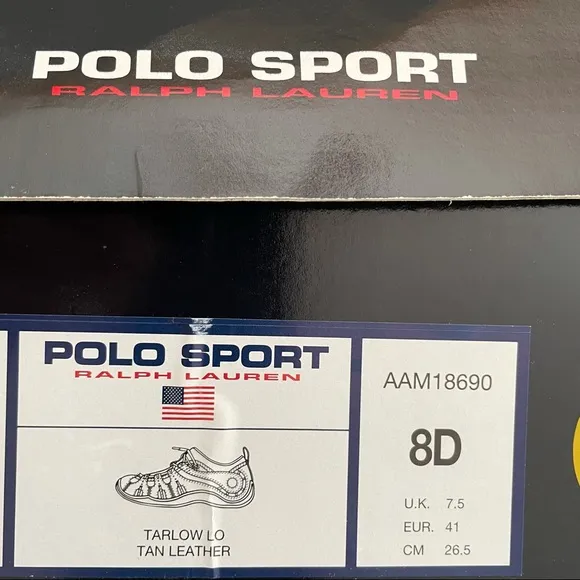 POLO SPORT
RALPH LAUREN
POLO SPORT
RALPH LAUREN
TARLOW LO
TAN LEATHER
AAM18690
8D
U.K. 7.5
EUR. 41
CM 26.5